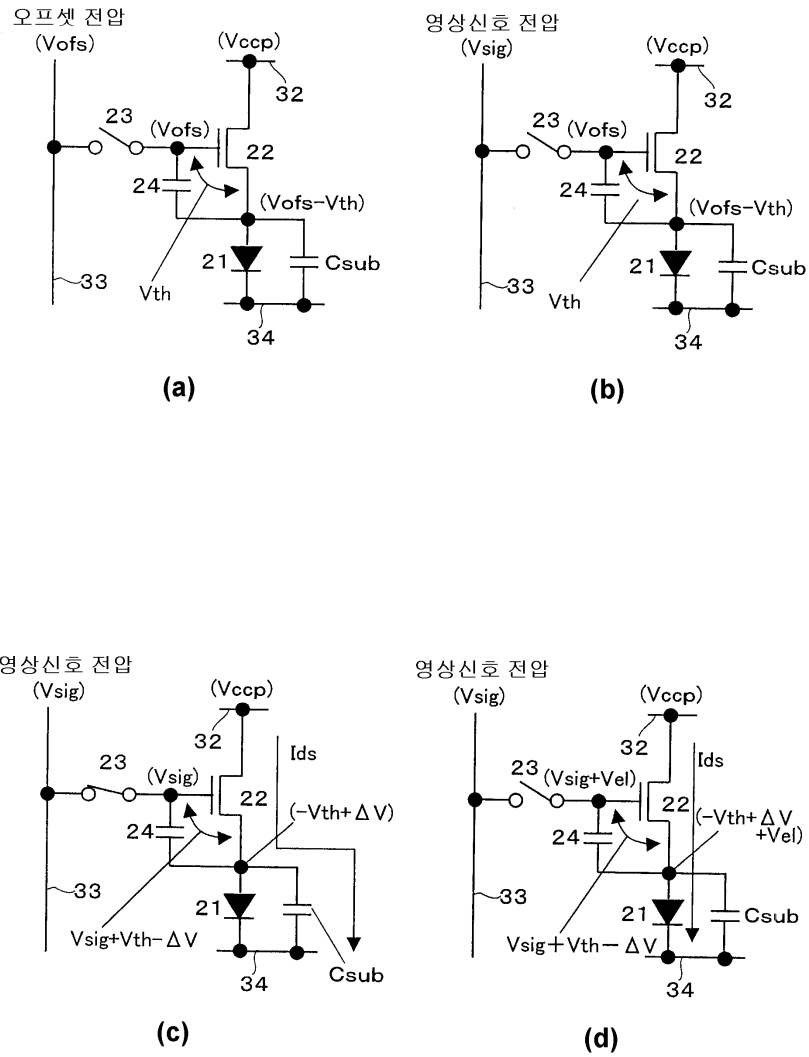 오프셋 전압
(Vofs)
(Vccp)
32
23
(Vofs)
22
24
(Vofs-Vth)
21
Csub
33
Vth
34
(a)
영상신호 전압
(Vsig)
(Vccp)
32
23
(Vofs)
22
24
(Vofs-Vth)
21
Csub
33
Vth
34
(b)
영상신호 전압
(Vsig)
(Vccp)
32
Ids
23
(Vsig)
22
24
(-Vth+ΔV)
33
21
Vsig+Vth-ΔV
Csub
34
(c)
영상신호 전압
(Vsig)
(Vccp)
32
Ids
23
(Vsig+Vel)
22
24
(-Vth+ΔV
+Vel)
33
21
Csub
Vsig+Vth-ΔV
34
(d)